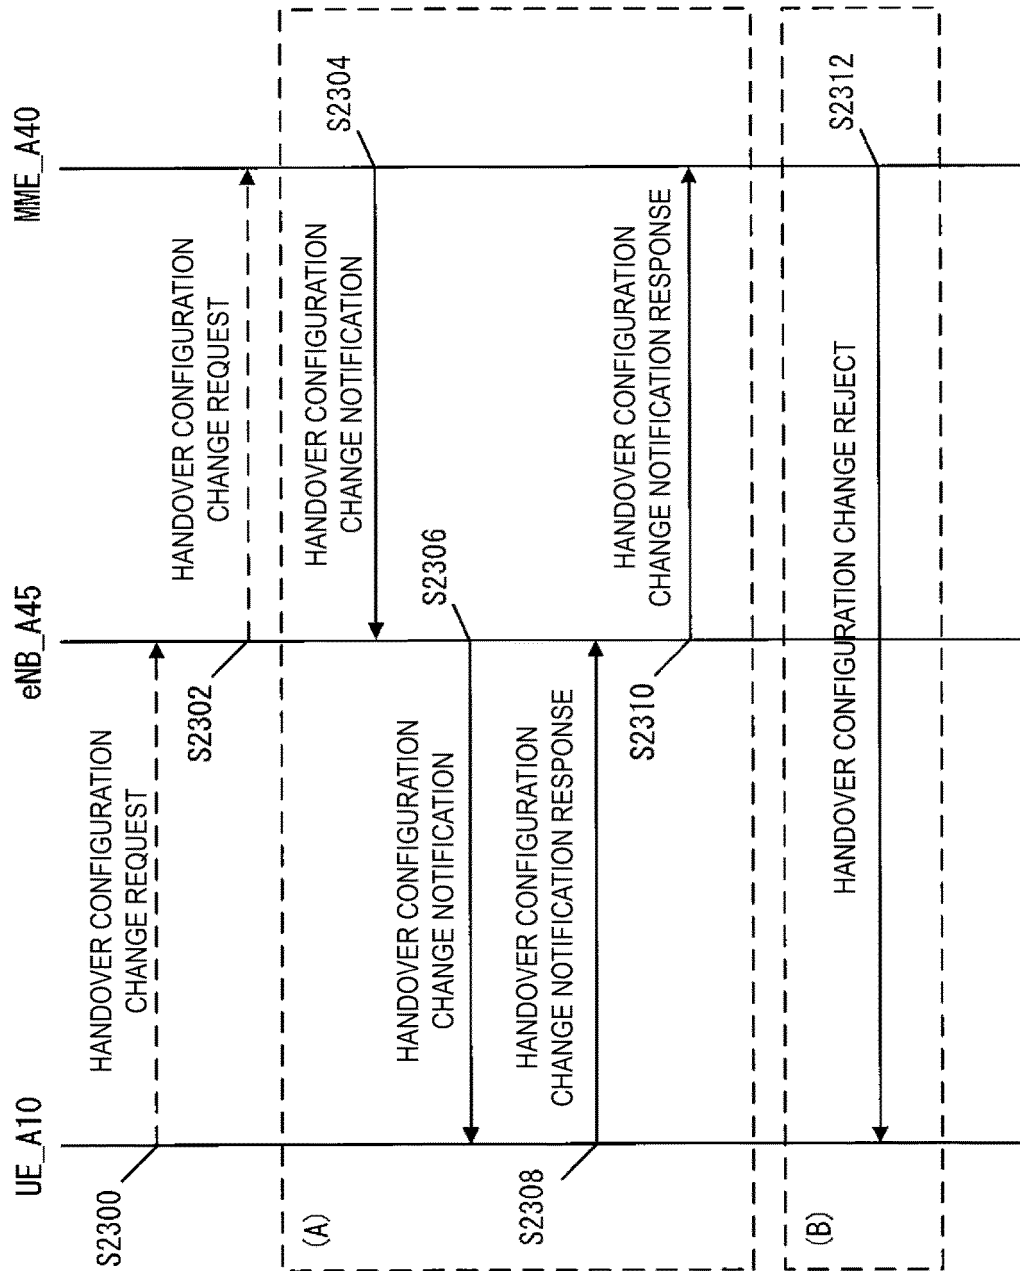 UE_A10
eNB_A45
MME_A40
S2300
HANDOVER CONFIGURATION
CHANGE REQUEST
S2302
HANDOVER CONFIGURATION
CHANGE REQUEST
(A)
HANDOVER CONFIGURATION
CHANGE NOTIFICATION
S2304
HANDOVER CONFIGURATION
CHANGE NOTIFICATION
S2306
S2308
HANDOVER CONFIGURATION
CHANGE NOTIFICATION RESPONSE
S2310
HANDOVER CONFIGURATION
CHANGE NOTIFICATION RESPONSE
(B)
HANDOVER CONFIGURATION CHANGE REJECT
S2312